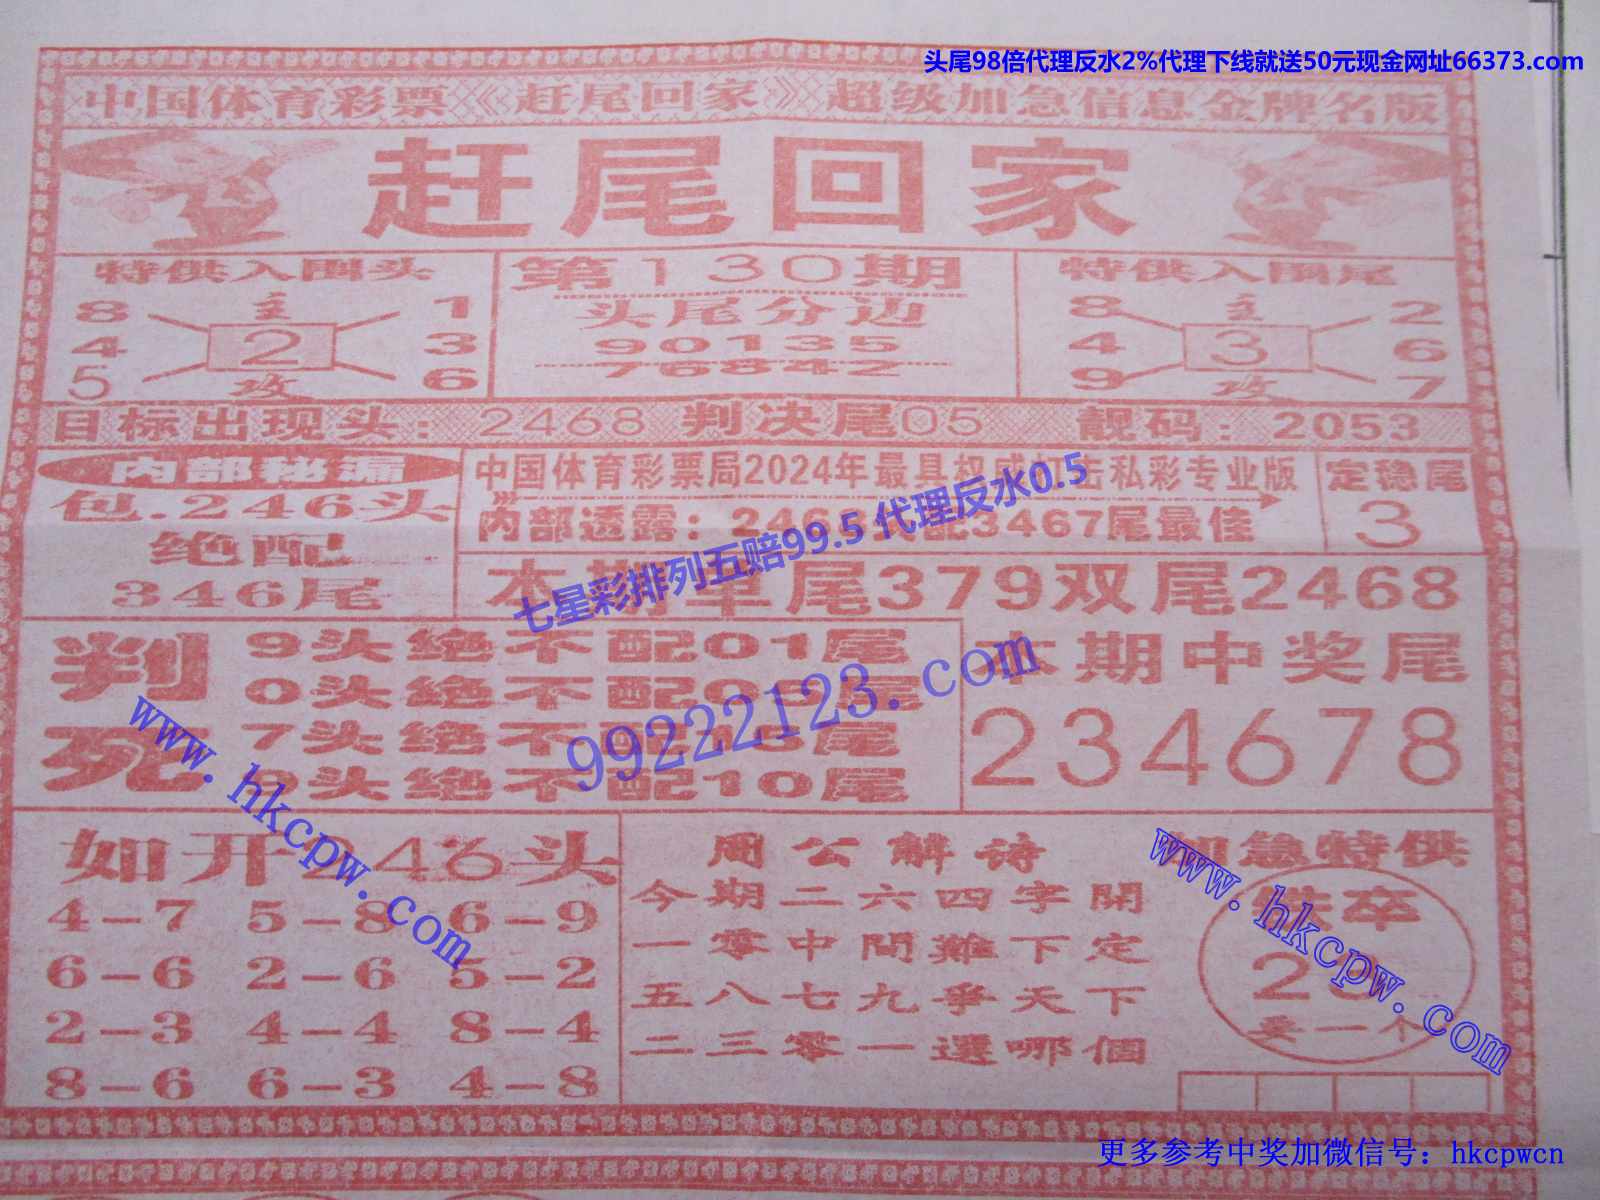 头尾98倍代理反水2%代理下线就送50元现金网址66373.com
中国体育彩票《赶尾回家》超级加急信息金牌名版
赶尾回家
特供入围头
8 主 1
4 2 3
5 攻 6
第130期
头尾分边
90135
76842
特供入围尾
8 主 2
4 3 6
9 攻 7
目标出现头：2468 判决尾05 靓码：2053
内部秘漏
包.246头
绝配
346尾
中国体育彩票局2024年最具权威打击私彩专业版
内部透露：246 配3467尾最佳
定稳尾
3
七星彩排列五赔99.5 代理反水0.5
本期单尾379双尾2468
判死
9头绝不配01尾
0头绝不配 尾
7头绝不配 尾
头绝不配10尾
99222123.com
本期中奖尾
234678
www.hkcpw.com
如开246头
4-7 5-8 6-9
6-6 2-6 5-2
2-3 4-4 8-4
8-6 6-3 4-8
周公解诗
今期二六四字開
一零中間難下定
五八七九爭天下
二三零一選哪個
加急特供
卒
2
一个
www.hkcpw.com
更多参考中奖加微信号：hkcpwcn